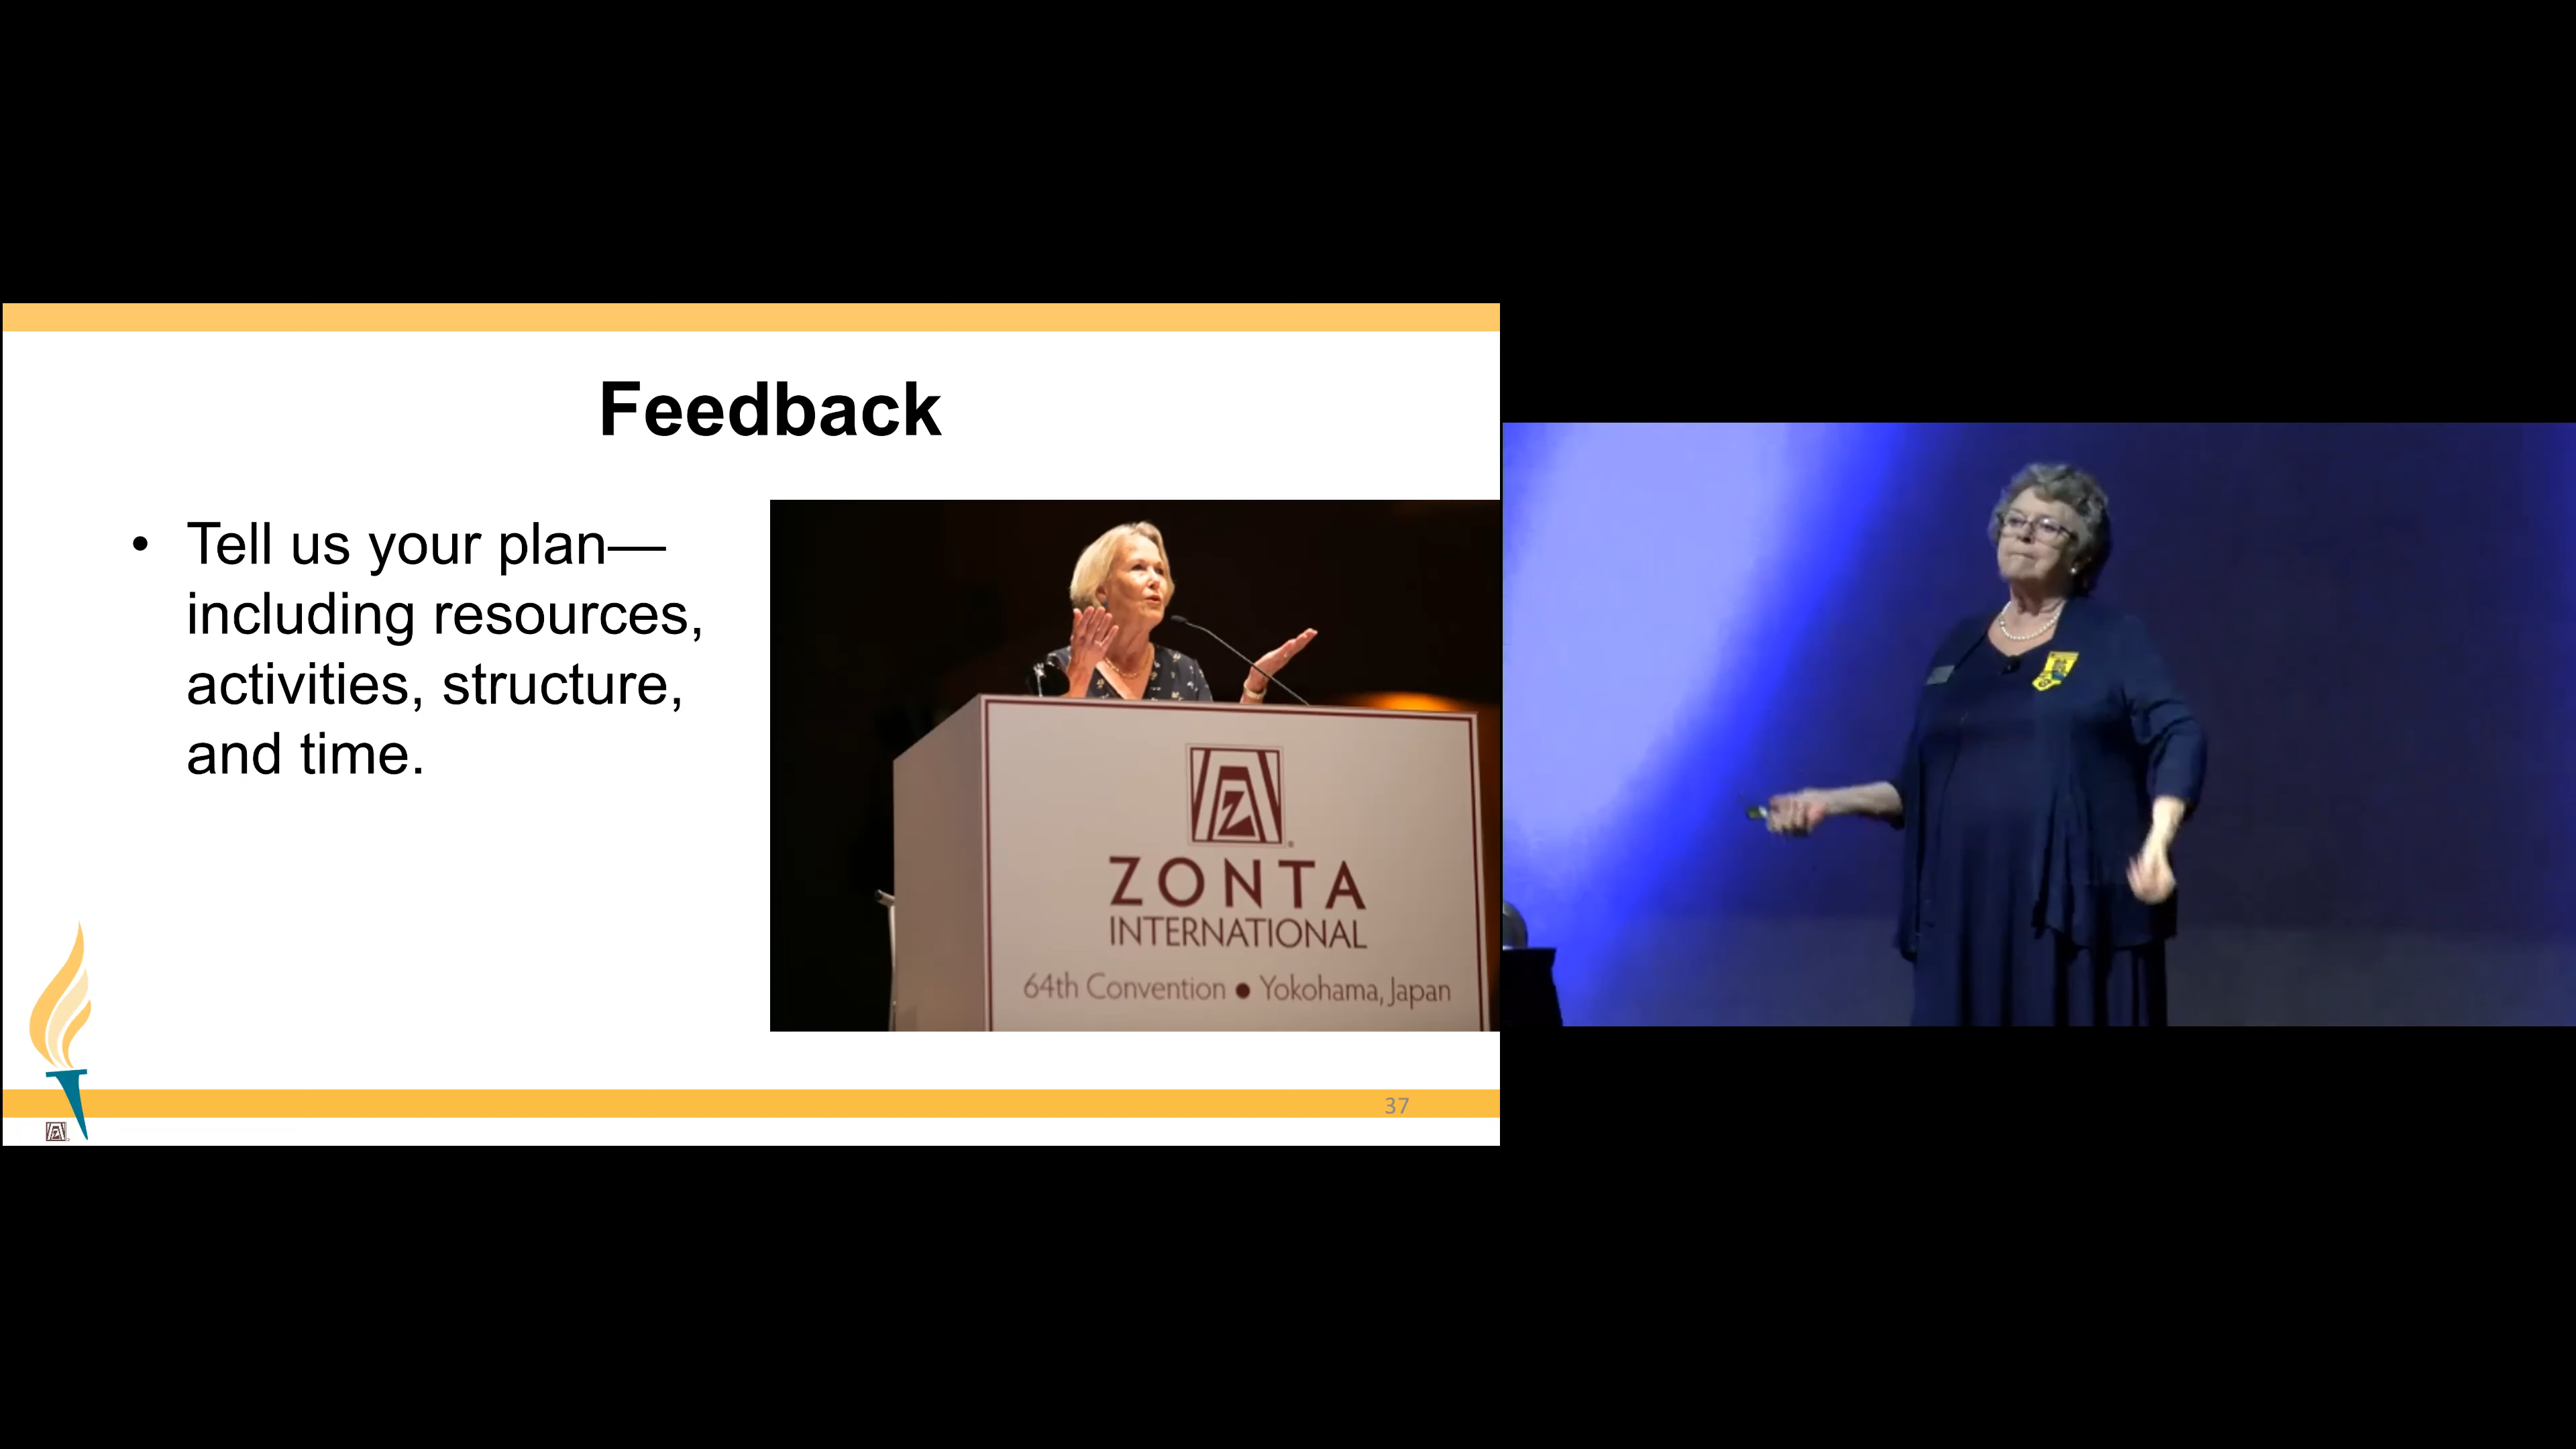 Feedback
• Tell us your plan—
including resources,
activities, structure,
and time.
Z
ZONTA
INTERNATIONAL
64th Convention • Yokohama, Japan
37
Z